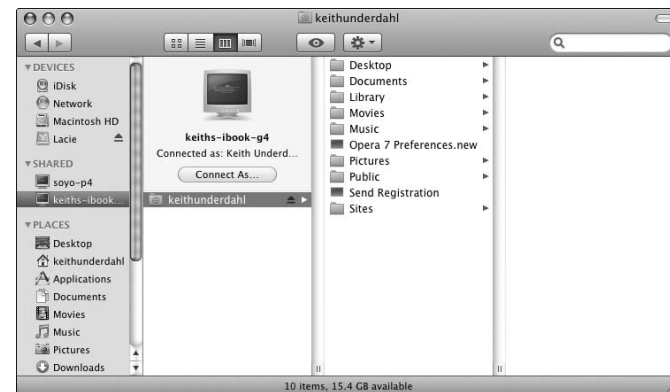 keithunderdahl
DEVICES
iDisk
Network
Macintosh HD
Lacie
SHARED
soyo-p4
keiths-ibook...
PLACES
Desktop
keithunderdahl
Applications
Documents
Movies
Music
Pictures
Downloads
keiths-ibook-g4
Connected as: Keith Underd...
Connect As...
keithunderdahl
Desktop
Documents
Library
Movies
Music
Opera 7 Preferences.new
Pictures
Public
Send Registration
Sites
10 items, 15.4 GB available